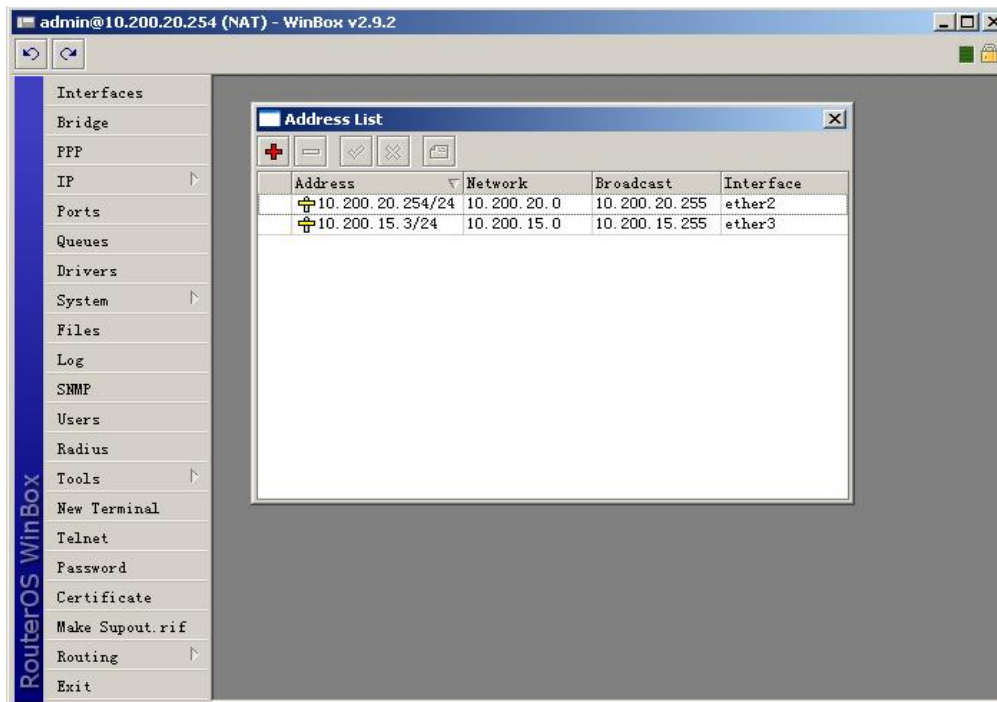 admin@10.200.20.254 (NAT) - WinBox v2.9.2
Interfaces
Bridge
PPP
IP
Ports
Queues
Drivers
System
Files
Log
SNMP
Users
Radius
Tools
New Terminal
Telnet
Password
Certificate
Make Supout.rif
Routing
Exit
RouterOS WinBox
Address List
Address Network Broadcast Interface
10.200.20.254/24 10.200.20.0 10.200.20.255 ether2
10.200.15.3/24 10.200.15.0 10.200.15.255 ether3